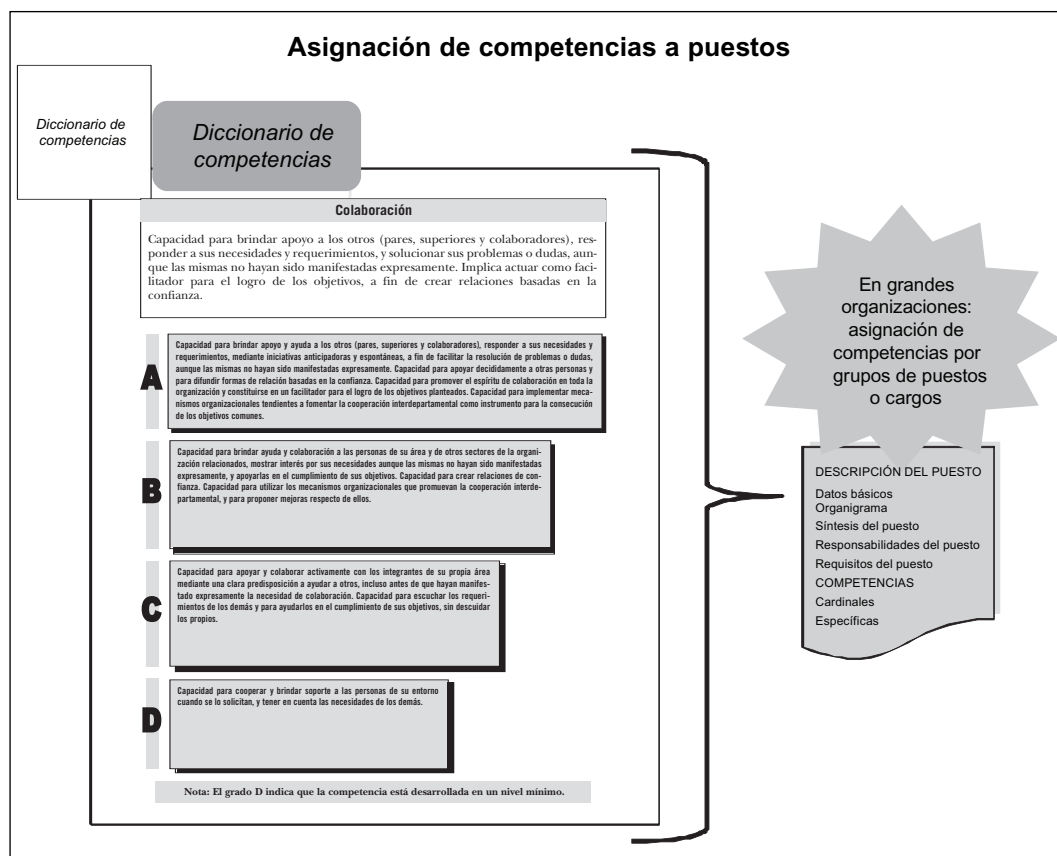 Asignación de competencias a puestos
Diccionario de
competencias
Diccionario de
competencias
Colaboración
Capacidad para brindar apoyo a los otros (pares, superiores y colaboradores), res-
ponder a sus necesidades y requerimientos, y solucionar sus problemas o dudas, aun-
que las mismas no hayan sido manifestadas expresamente. Implica actuar como faci-
litador para el logro de los objetivos, a fin de crear relaciones basadas en la
confianza.
A
Capacidad para brindar apoyo y ayuda a los otros (pares, superiores y colaboradores), responder a sus necesidades y
requerimientos, mediante iniciativas anticipadoras y espontáneas, a fin de facilitar la resolución de problemas o dudas,
aunque las mismas no hayan sido manifestadas expresamente. Capacidad para apoyar decididamente a otras personas y
para difundir formas de relación basadas en la confianza. Capacidad para promover el espíritu de colaboración en toda la
organización y constituirse en un facilitador para el logro de los objetivos planteados. Capacidad para implementar meca-
nismos organizacionales tendientes a fomentar la cooperación interdepartamental como instrumento para la consecución
de los objetivos comunes.
B
Capacidad para brindar ayuda y colaboración a las personas de su área y de otros sectores de la organi-
zación relacionados, mostrar interés por sus necesidades aunque las mismas no hayan sido manifestadas
expresamente, y apoyarlas en el cumplimiento de sus objetivos. Capacidad para crear relaciones de con-
fianza. Capacidad para utilizar los mecanismos organizacionales que promuevan la cooperación interde-
partamental, y para proponer mejoras respecto de ellos.
C
Capacidad para apoyar y colaborar activamente con los integrantes de su propia área
mediante una clara predisposición a ayudar a otros, incluso antes de que hayan manifes-
tado expresamente la necesidad de colaboración. Capacidad para escuchar los requeri-
mientos de los demás y para ayudarlos en el cumplimiento de sus objetivos, sin descuidar
los propios.
D
Capacidad para cooperar y brindar soporte a las personas de su entorno
cuando se lo solicitan, y tener en cuenta las necesidades de los demás.
Nota: El grado D indica que la competencia está desarrollada en un nivel mínimo.
En grandes
organizaciones:
asignación de
competencias por
grupos de puestos
o cargos
DESCRIPCIÓN DEL PUESTO
Datos básicos
Organigrama
Síntesis del puesto
Responsabilidades del puesto
Requisitos del puesto
COMPETENCIAS
Cardinales
Específicas